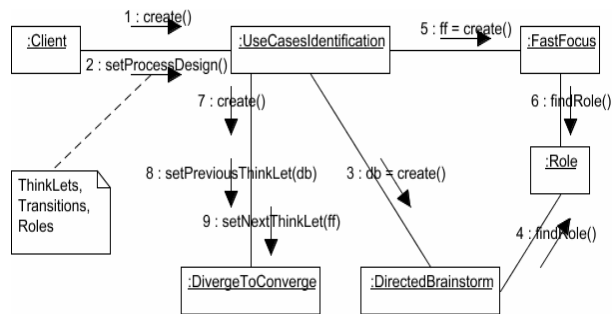 1 : create()
:Client
:UseCasesIdentification
5 : ff = create()
:FastFocus
2 : setProcessDesign()
7 : create()
6 : findRole()
ThinkLets,
Transitions,
Roles
8 : setPreviousThinkLet(db)
3 : db = create()
:Role
9 : setNextThinkLet(ff)
4 : findRole()
:DivergeToConverge
:DirectedBrainstorm